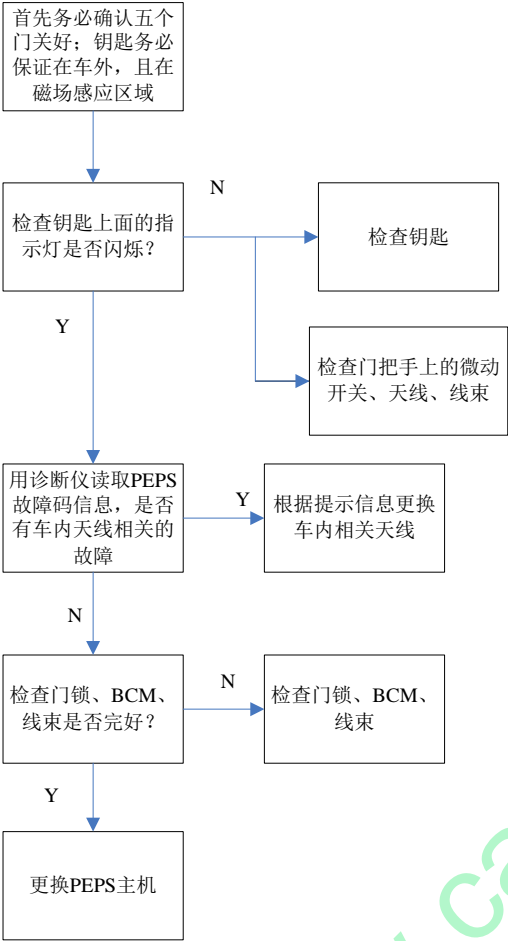 首先务必确认五个
门关好；钥匙务必
保证在车外，且在
磁场感应区域
N
检查钥匙上面的指
示灯是否闪烁？
检查钥匙
Y
检查门把手上的微动
开关、天线、线束
用诊断仪读取PEPS
故障码信息，是否
有车内天线相关的
故障
Y
根据提示信息更换
车内相关天线
N
检查门锁、BCM、
线束是否完好？
N
检查门锁、BCM、
线束
Y
更换PEPS主机